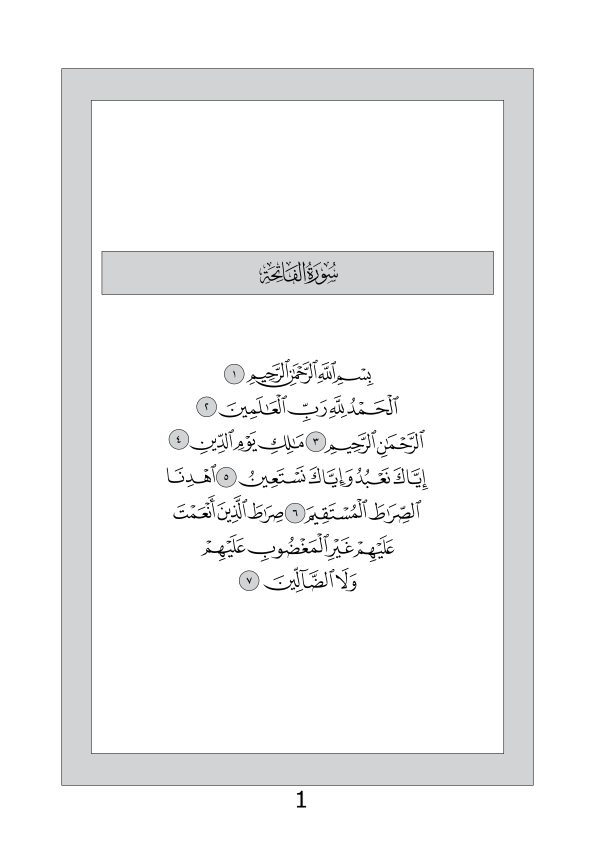 سُورَةُ الفَاتِحَةِ
بِسْمِ ٱللَّهِ ٱلرَّحْمَٰنِ ٱلرَّحِيمِ ١
ٱلْحَمْدُ لِلَّهِ رَبِّ ٱلْعَٰلَمِينَ ٢
ٱلرَّحْمَٰنِ ٱلرَّحِيمِ ٣ مَٰلِكِ يَوْمِ ٱلدِّينِ ٤
إِيَّاكَ نَعْبُدُ وَإِيَّاكَ نَسْتَعِينُ ٥ ٱهْدِنَا
ٱلصِّرَٰطَ ٱلْمُسْتَقِيمَ ٦ صِرَٰطَ ٱلَّذِينَ أَنْعَمْتَ
عَلَيْهِمْ غَيْرِ ٱلْمَغْضُوبِ عَلَيْهِمْ
وَلَا ٱلضَّآلِّينَ ٧
1